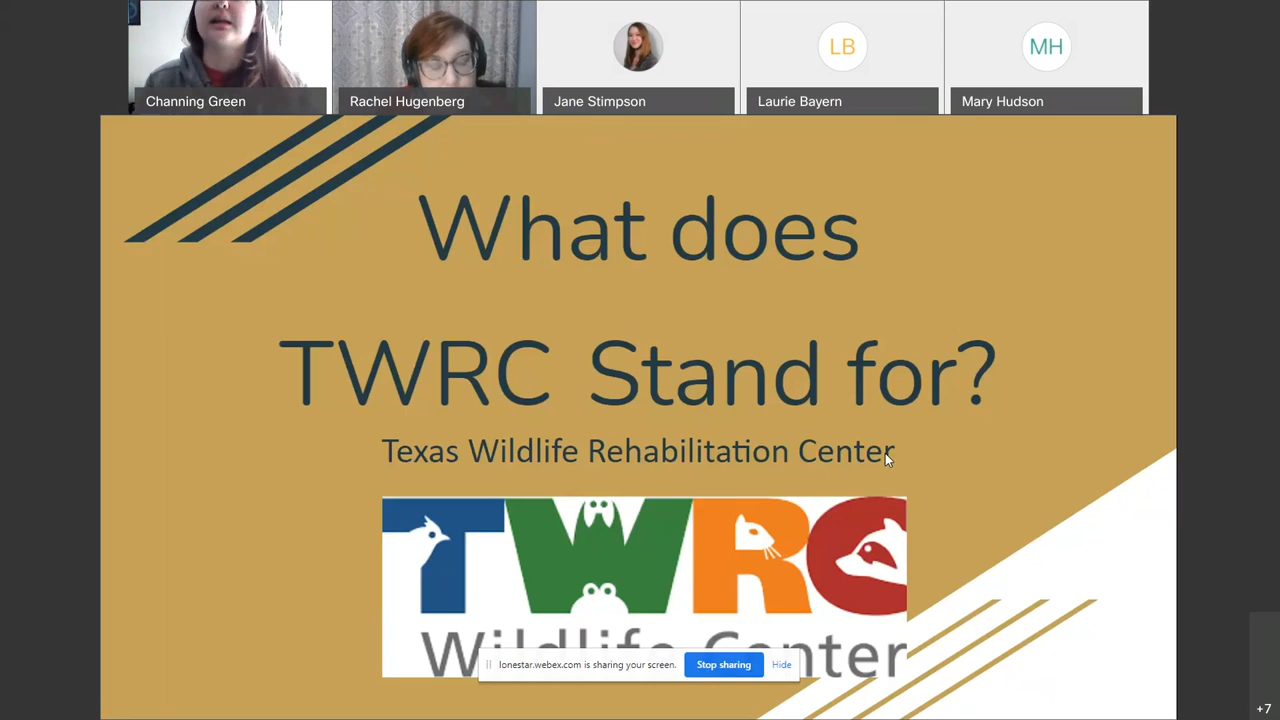 Channing Green
Rachel Hugenberg
Jane Stimpson
LB
Laurie Bayern
MH
Mary Hudson
What does
TWRC Stand for?
Texas Wildlife Rehabilitation Center
TWRC
Wildlife Center
lonestar.webex.com is sharing your screen.
Stop sharing
Hide
+7